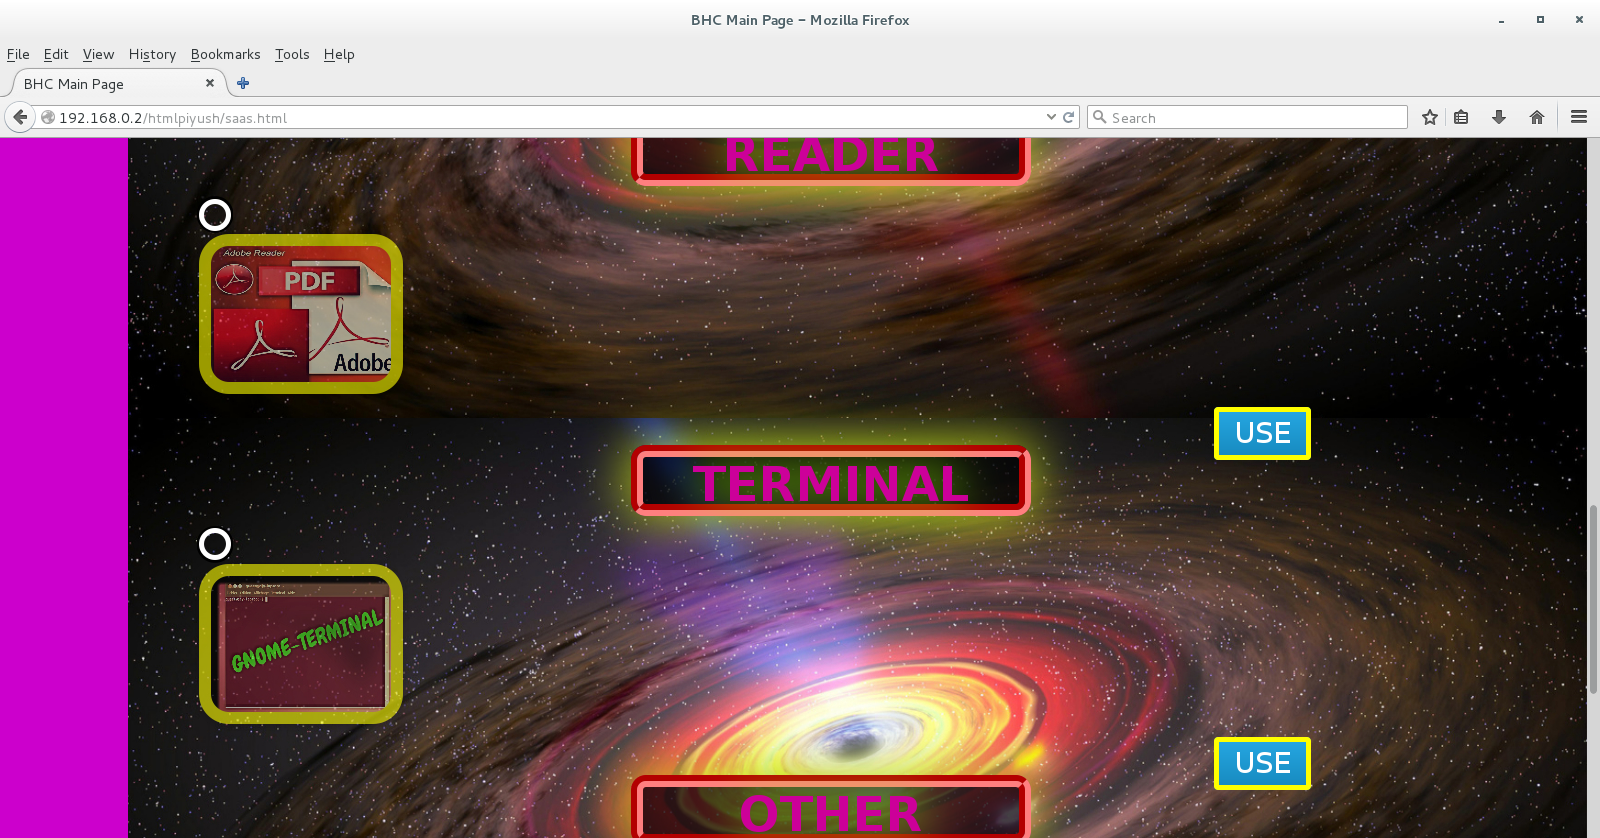 BHC Main Page – Mozilla Firefox
File Edit View History Bookmarks Tools Help
BHC Main Page
192.168.0.2/htmlpiyush/saas.html
Search
READER
Adobe Reader
PDF
Adobe
USE
TERMINAL
GNOME-TERMINAL
USE
OTHER